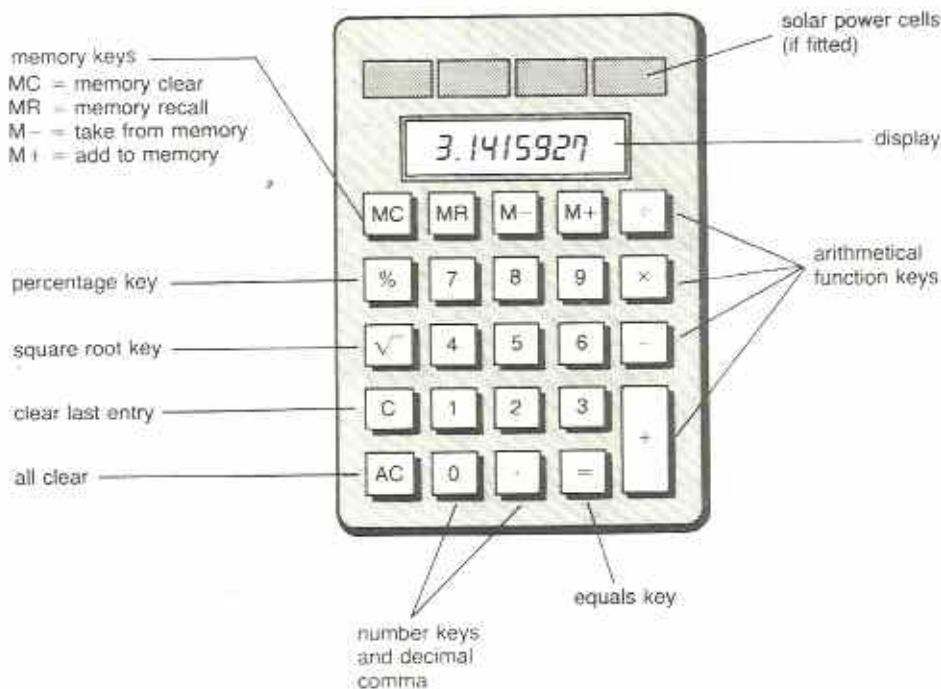 solar power cells
(if fitted)
memory keys
MC = memory clear
MR = memory recall
M− = take from memory
M+ = add to memory
3.1415927
display
MC MR M− M+ ÷
arithmetical
function keys
percentage key
% 7 8 9 ×
square root key
√ 4 5 6 −
clear last entry
C 1 2 3
+
all clear
AC 0 · =
equals key
number keys
and decimal
comma